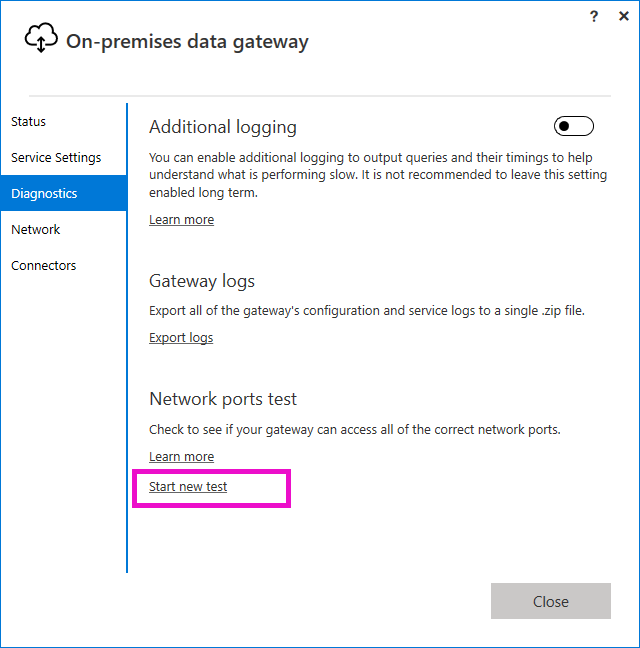 On-premises data gateway
Status
Service Settings
Diagnostics
Network
Connectors
Additional logging
You can enable additional logging to output queries and their timings to help
understand what is performing slow. It is not recommended to leave this setting
enabled long term.
Learn more
Gateway logs
Export all of the gateway's configuration and service logs to a single .zip file.
Export logs
Network ports test
Check to see if your gateway can access all of the correct network ports.
Learn more
Start new test
Close